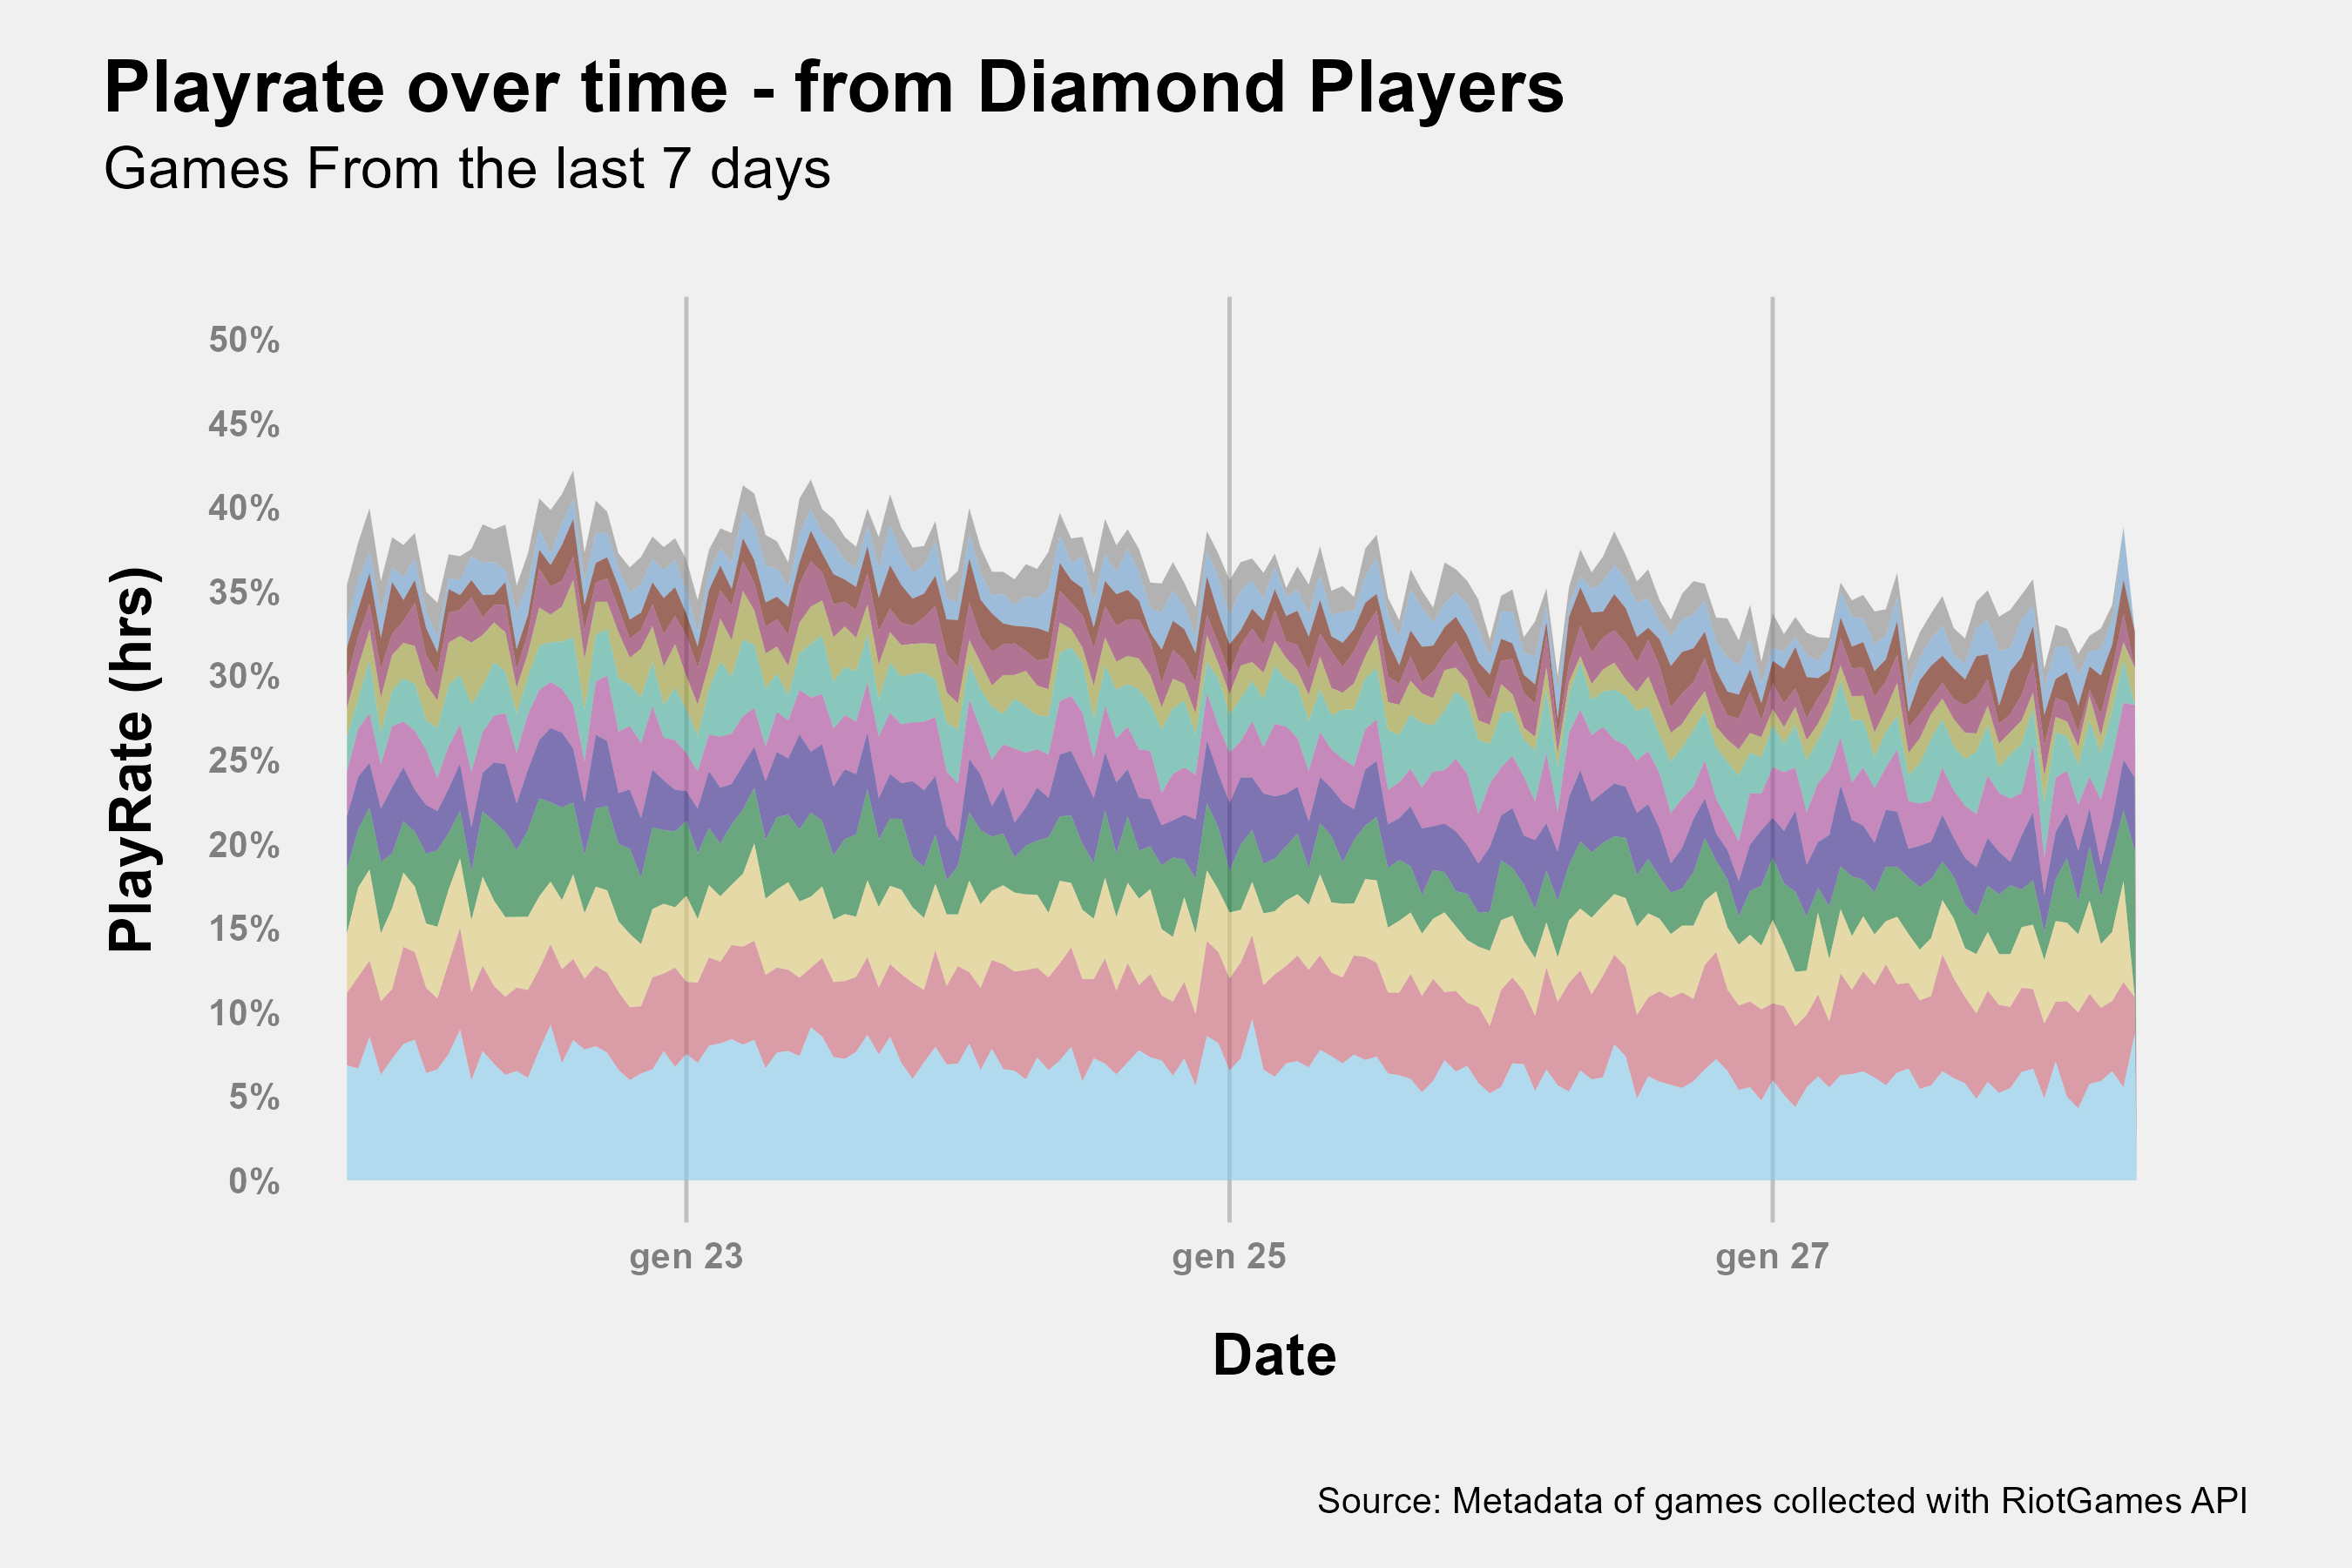 Playrate over time - from Diamond Players
Games From the last 7 days
50%
45%
40%
35%
30%
25%
20%
15%
10%
5%
0%
PlayRate (hrs)
gen 23
gen 25
gen 27
Date
Source: Metadata of games collected with RiotGames API